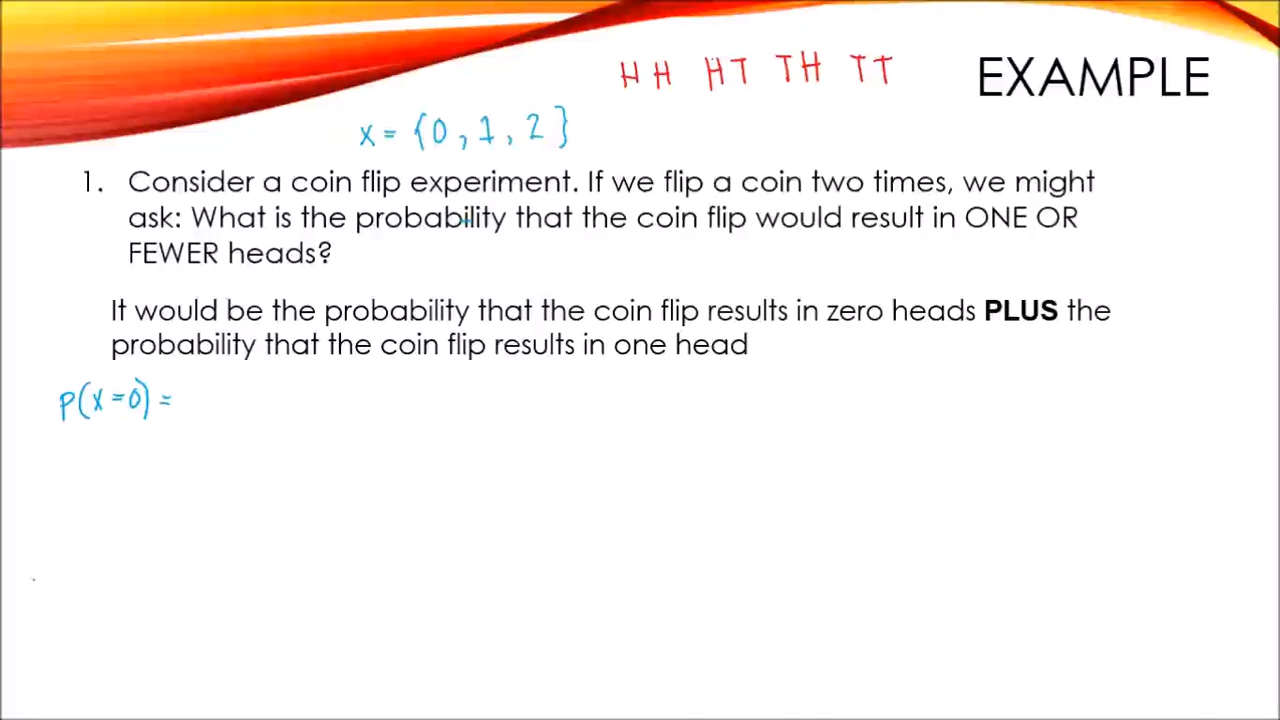 HH HT TH TT
EXAMPLE
x = {0, 1, 2}
1. Consider a coin flip experiment. If we flip a coin two times, we might
ask: What is the probability that the coin flip would result in ONE OR
FEWER heads?
It would be the probability that the coin flip results in zero heads PLUS the
probability that the coin flip results in one head
P(x=0) =